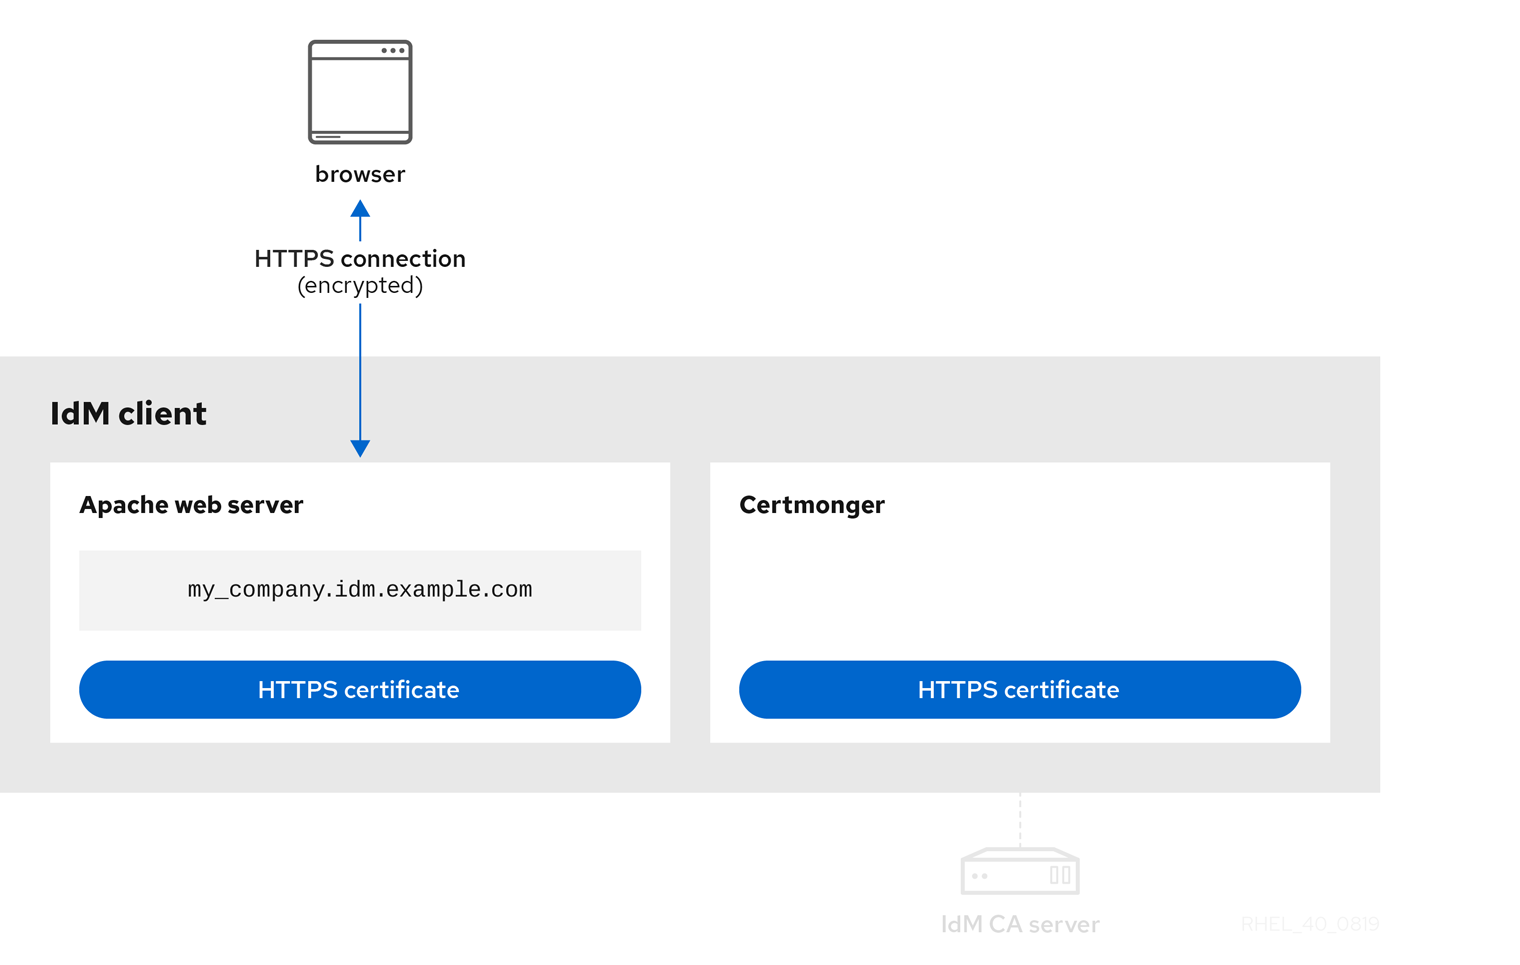 browser
HTTPS connection
(encrypted)
IdM client
Apache web server
my_company.idm.example.com
HTTPS certificate
Certmonger
HTTPS certificate
IdM CA server
RHEL_40_0819